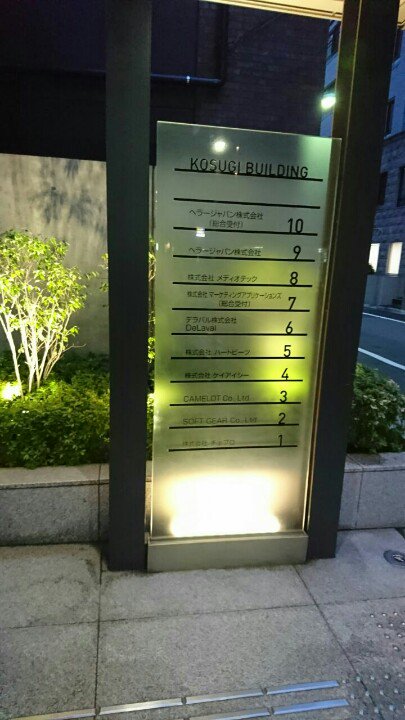 KOSUGI BUILDING
ヘラージャパン株式会社
(総合受付) 10
ヘラージャパン株式会社 9
株式会社 メディオテック 8
株式会社 マーケティングアプリケーションズ
(総合受付) 7
デラバル株式会社
DeLaval 6
株式会社 ハートビーツ 5
株式会社 ケイアイシー 4
CAMELOT Co., Ltd. 3
SOFT GEAR Co., Ltd. 2
株式会社 チェプロ 1